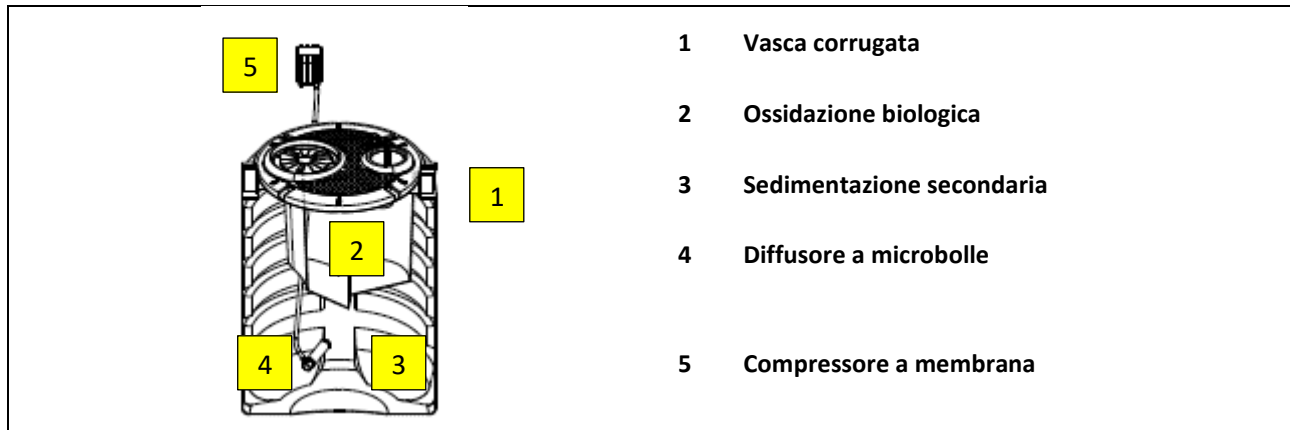 5
1
2
4
3
1 Vasca corrugata
2 Ossidazione biologica
3 Sedimentazione secondaria
4 Diffusore a microbolle
5 Compressore a membrana